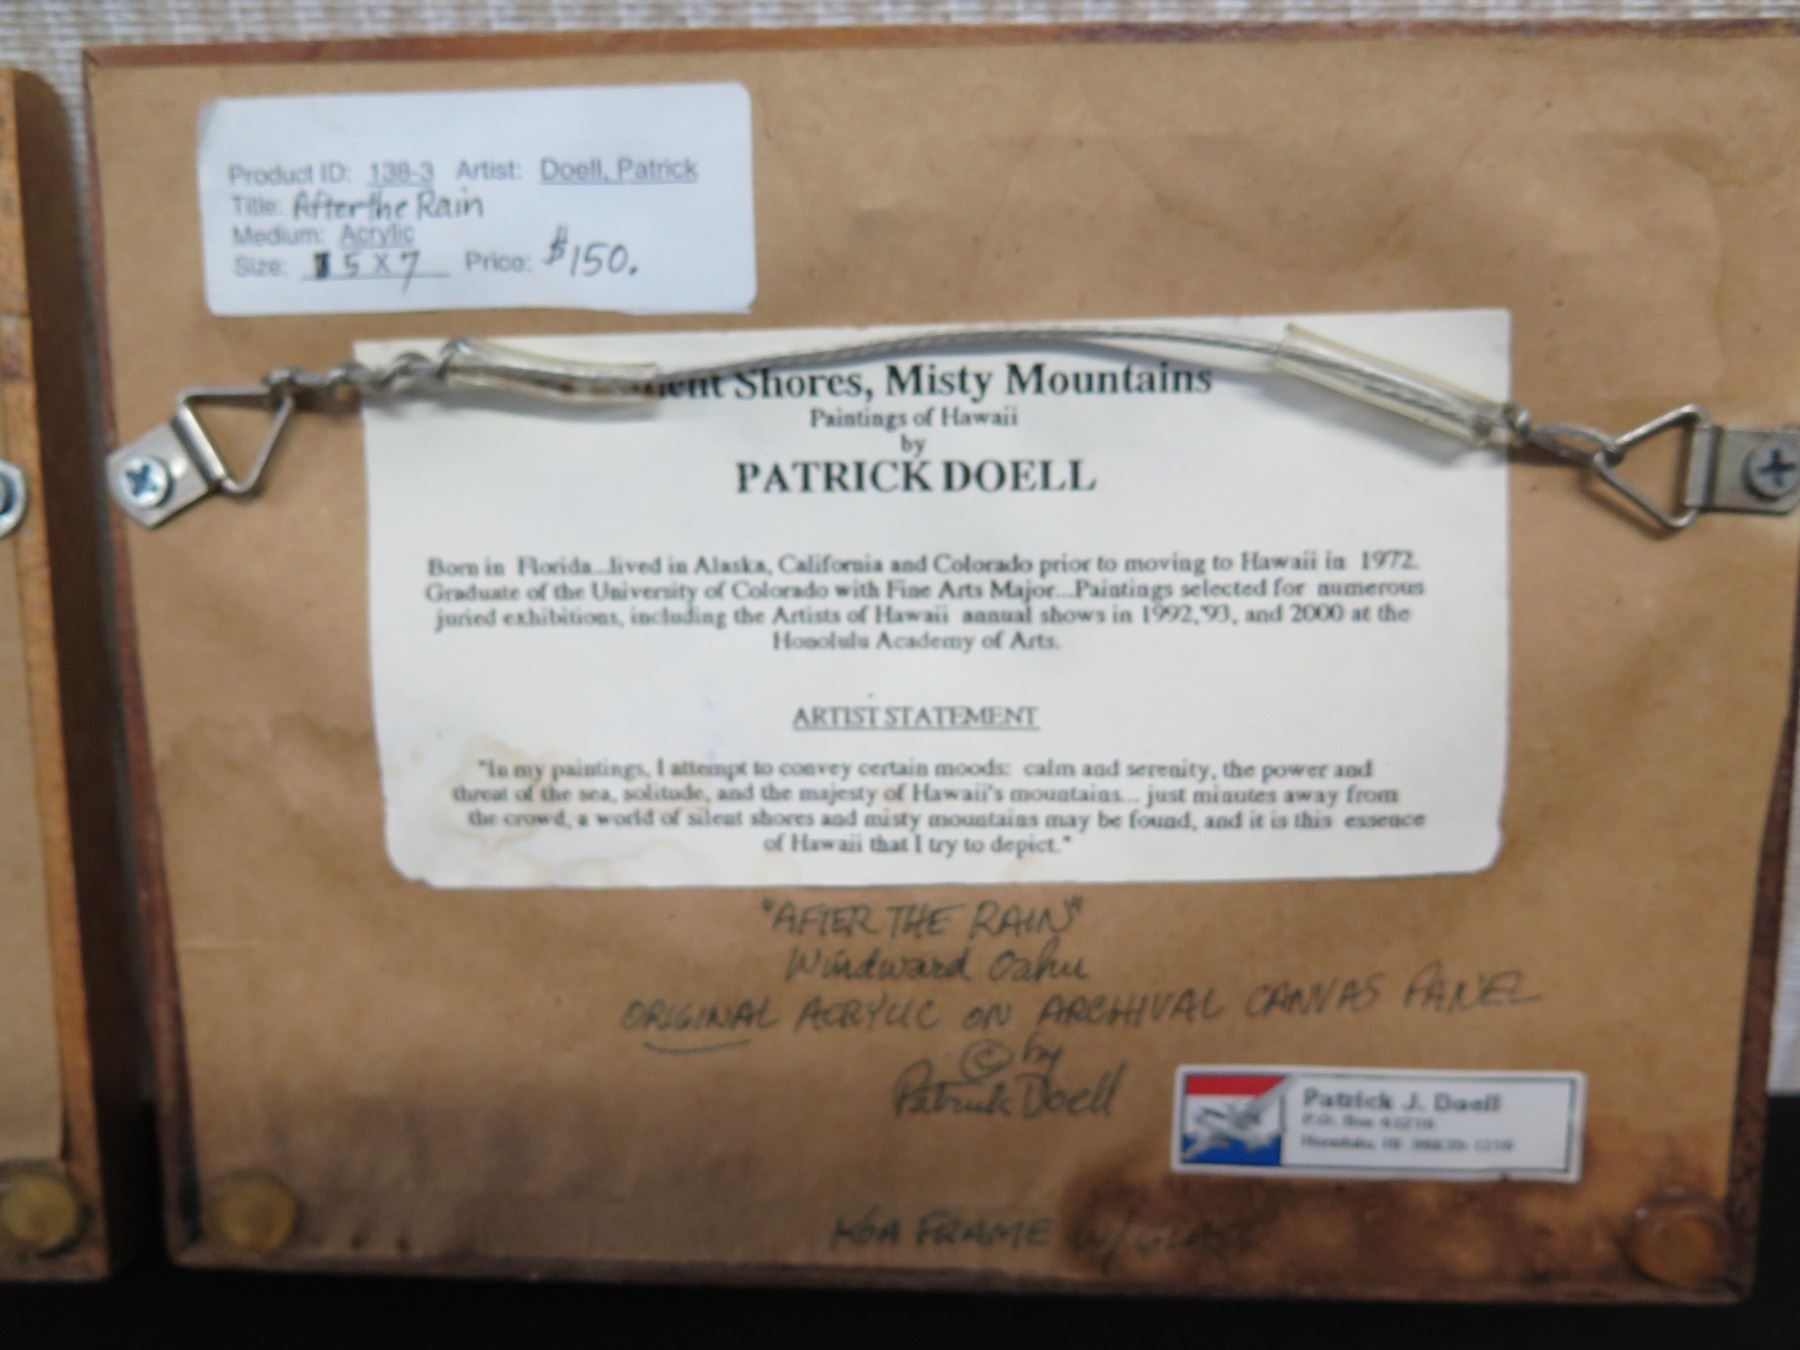 Product ID: 138-3 Artist: Doell, Patrick
Title: After the Rain
Medium: Acrylic
Size: 5 X 7 Price: $150.
Shores, Misty Mountains
Paintings of Hawaii
by
PATRICK DOELL
Born in Florida...lived in Alaska, California and Colorado prior to moving to Hawaii in 1972.
Graduate of the University of Colorado with Fine Arts Major...Paintings selected for numerous
juried exhibitions, including the Artists of Hawaii annual shows in 1992,'93, and 2000 at the
Honolulu Academy of Arts.
ARTIST STATEMENT
"In my paintings, I attempt to convey certain moods: calm and serenity, the power and
threat of the sea, solitude, and the majesty of Hawaii's mountains... just minutes away from
the crowd, a world of silent shores and misty mountains may be found, and it is this essence
of Hawaii that I try to depict."
"AFTER THE RAIN"
Windward Oahu
ORIGINAL ACRYLIC ON ARCHIVAL CANVAS PANEL
© by
Patrick Doell
Patrick J. Doell
P.O. Box
Honolulu, HI
KOA FRAME W/GLASS